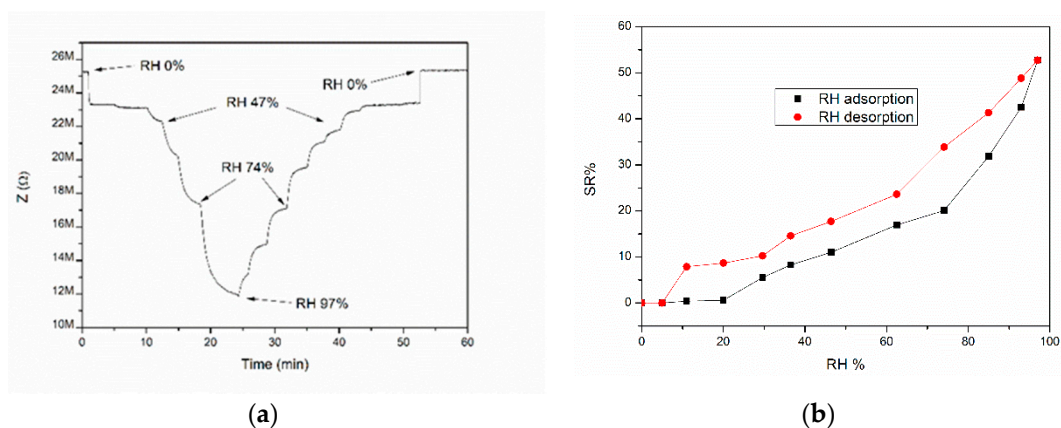 26M
24M
22M
20M
18M
16M
14M
12M
10M
Z (Ω)
RH 0%
RH 0%
RH 47%
RH 74%
RH 97%
0 10 20 30 40 50 60
Time (min)
(a)
60
50
40
30
20
10
0
SR%
RH adsorption
RH desorption
0 20 40 60 80 100
RH %
(b)